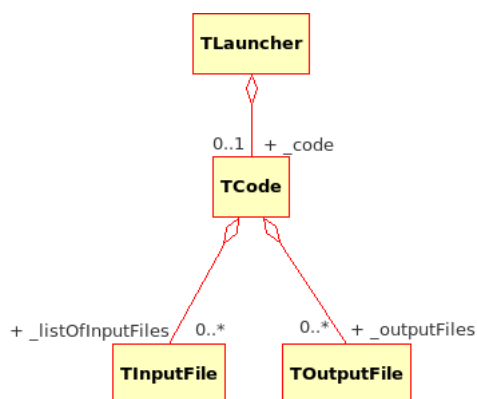 TLauncher
0..1 + _code
TCode
+ _listOfInputFiles 0..* 0..* + _outputFiles
TInputFile TOutputFile